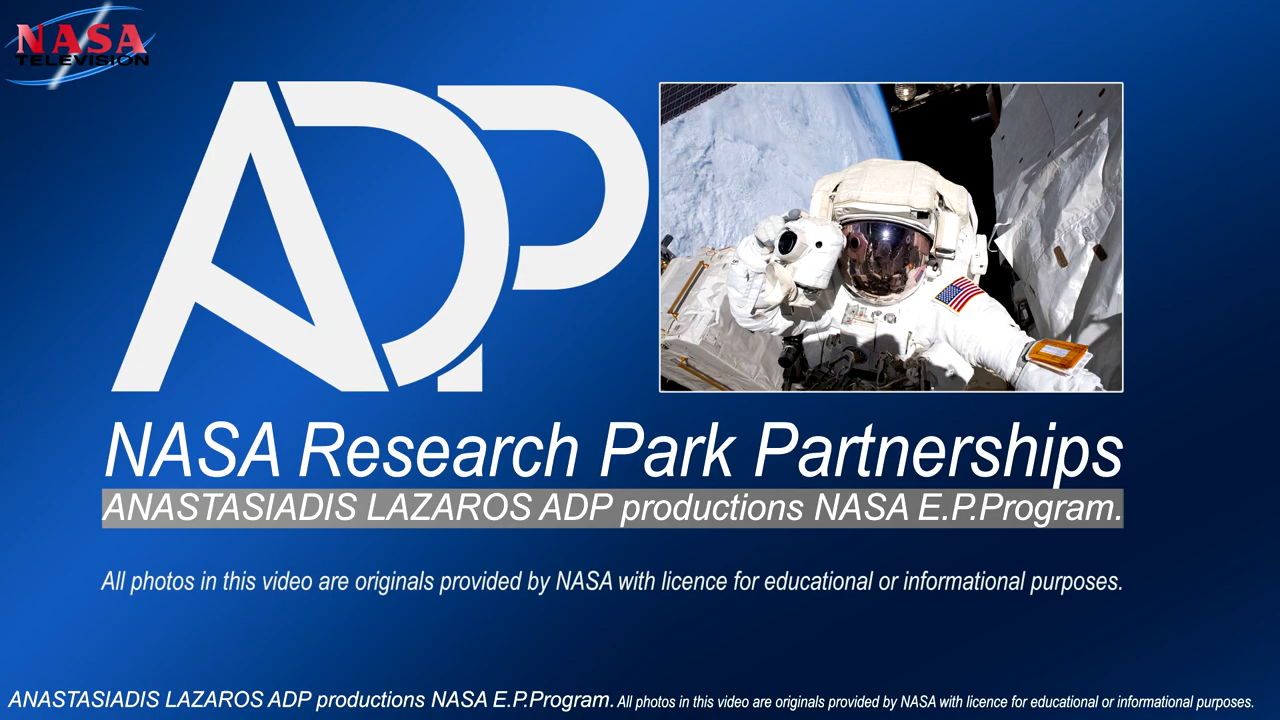 NASA
TELEVISION
ADP
NASA Research Park Partnerships
ANASTASIADIS LAZAROS ADP productions NASA E.P.Program.
All photos in this video are originals provided by NASA with licence for educational or informational purposes.
ANASTASIADIS LAZAROS ADP productions NASA E.P.Program. All photos in this video are originals provided by NASA with licence for educational or informational purposes.